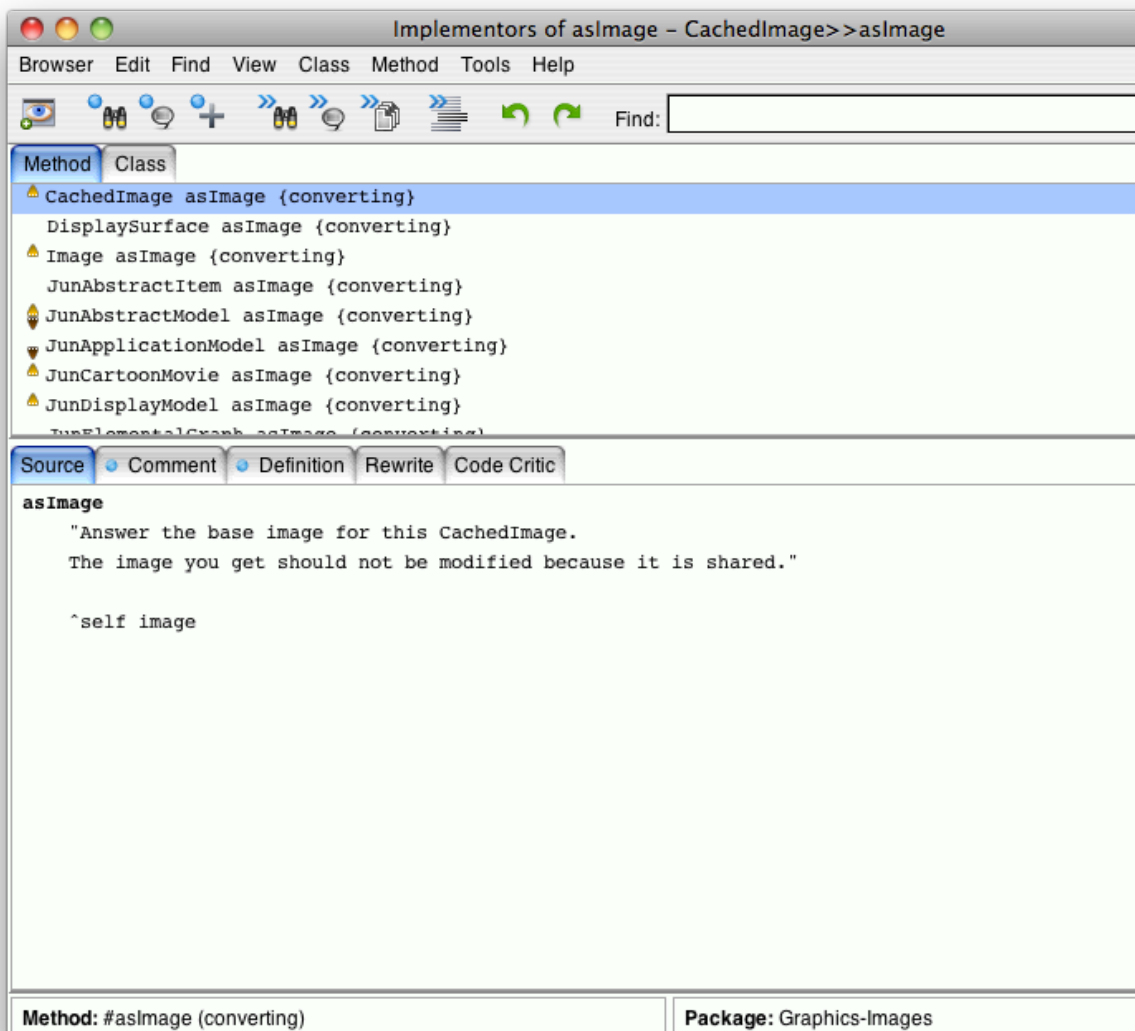 Implementors of asImage – CachedImage>>asImage
Browser Edit Find View Class Method Tools Help
Find:
Method Class
CachedImage asImage {converting}
DisplaySurface asImage {converting}
Image asImage {converting}
JunAbstractItem asImage {converting}
JunAbstractModel asImage {converting}
JunApplicationModel asImage {converting}
JunCartoonMovie asImage {converting}
JunDisplayModel asImage {converting}
JunElementalGraph asImage {converting}
Source Comment Definition Rewrite Code Critic
asImage
"Answer the base image for this CachedImage.
The image you get should not be modified because it is shared."
^self image
Method: #asImage (converting)
Package: Graphics-Images